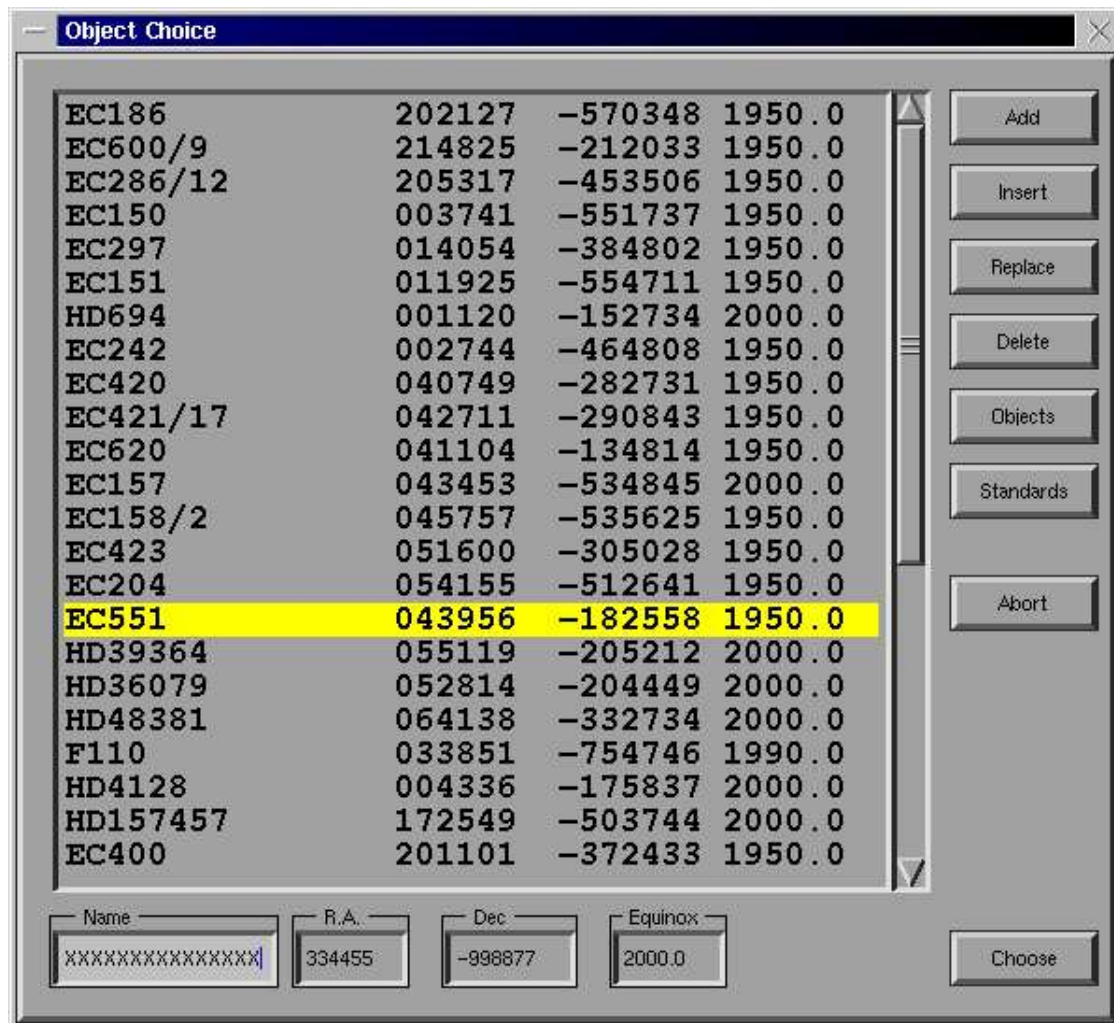 Object Choice
EC186 202127 -570348 1950.0
EC600/9 214825 -212033 1950.0
EC286/12 205317 -453506 1950.0
EC150 003741 -551737 1950.0
EC297 014054 -384802 1950.0
EC151 011925 -554711 1950.0
HD694 001120 -152734 2000.0
EC242 002744 -464808 1950.0
EC420 040749 -282731 1950.0
EC421/17 042711 -290843 1950.0
EC620 041104 -134814 1950.0
EC157 043453 -534845 2000.0
EC158/2 045757 -535625 1950.0
EC423 051600 -305028 1950.0
EC204 054155 -512641 1950.0
EC551 043956 -182558 1950.0
HD39364 055119 -205212 2000.0
HD36079 052814 -204449 2000.0
HD48381 064138 -332734 2000.0
F110 033851 -754746 1990.0
HD4128 004336 -175837 2000.0
HD157457 172549 -503744 2000.0
EC400 201101 -372433 1950.0
Add
Insert
Replace
Delete
Objects
Standards
Abort
Name R.A. Dec Equinox
XXXXXXXXXXXXXXX 334455 -998877 2000.0
Choose